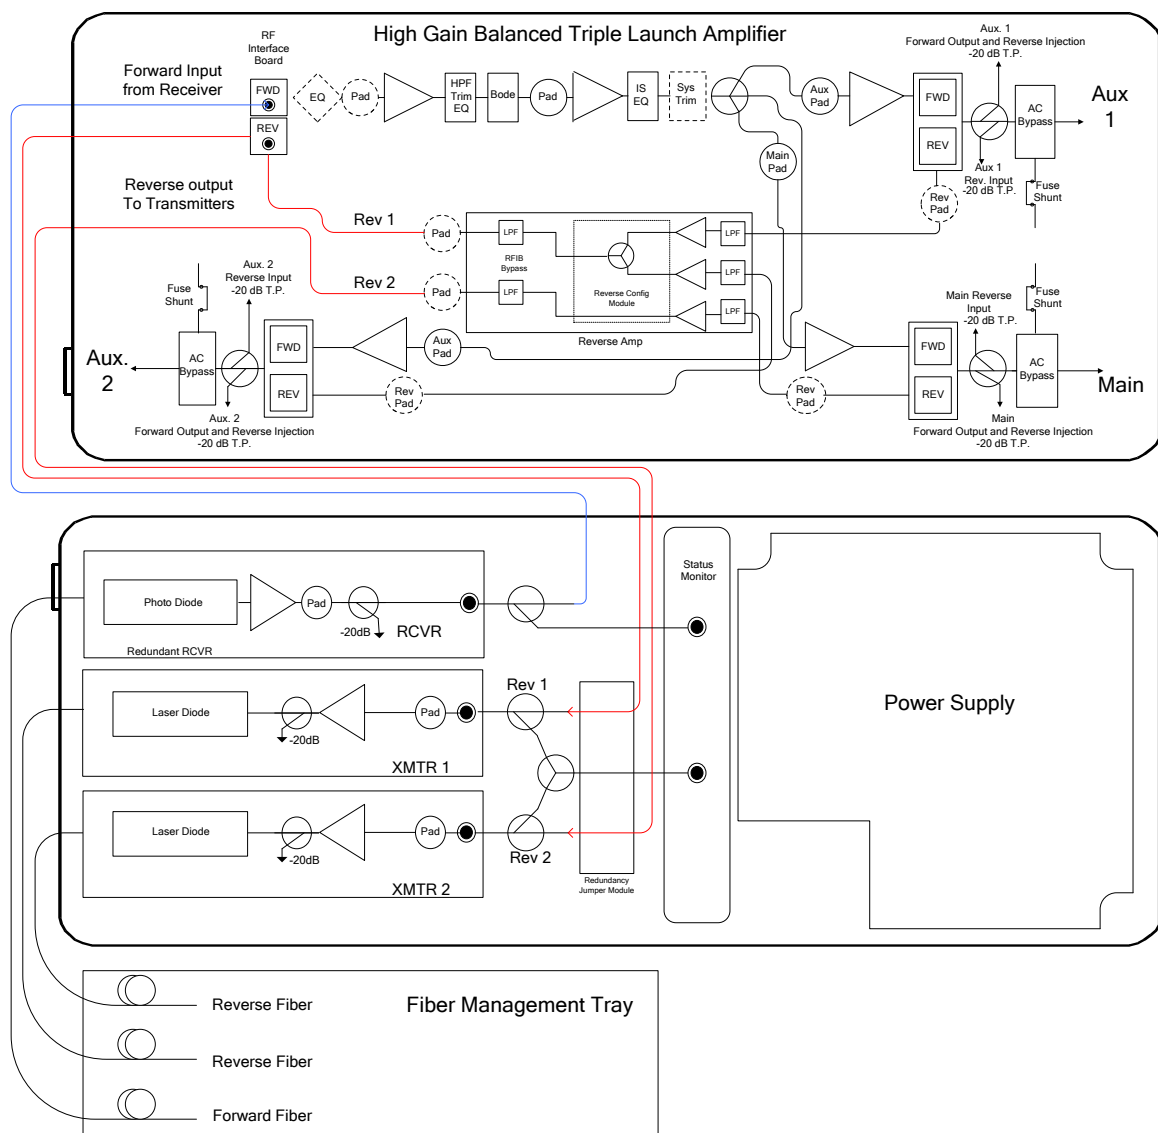 High Gain Balanced Triple Launch Amplifier
RF
Interface
Board
Forward Input
from Receiver
FWD
REV
EQ
Pad
HPF
Trim
EQ
Bode
Pad
IS
EQ
Sys
Trim
Aux
Pad
Main
Pad
FWD
REV
Aux. 1
Forward Output and Reverse Injection
-20 dB T.P.
AC
Bypass
Aux
1
Aux 1
Rev. Input
-20 dB T.P.
Fuse
Shunt
Rev
Pad
Reverse output
To Transmitters
Rev 1
Pad
LPF
RFIB
Bypass
LPF
Rev 2
Pad
LPF
LPF
LPF
Reverse Config
Module
Reverse Amp
Aux. 2
Reverse Input
-20 dB T.P.
Fuse
Shunt
Aux.
2
AC
Bypass
FWD
REV
Aux
Pad
Rev
Pad
Aux. 2
Forward Output and Reverse Injection
-20 dB T.P.
Rev
Pad
FWD
REV
Main Reverse
Input
-20 dB T.P.
Fuse
Shunt
AC
Bypass
Main
Main
Forward Output and Reverse Injection
-20 dB T.P.
Photo Diode
Pad
-20dB
RCVR
Redundant RCVR
Status
Monitor
Power Supply
Laser Diode
-20dB
Pad
XMTR 1
Rev 1
Laser Diode
-20dB
Pad
XMTR 2
Rev 2
Redundancy
Jumper Module
Fiber Management Tray
Reverse Fiber
Reverse Fiber
Forward Fiber